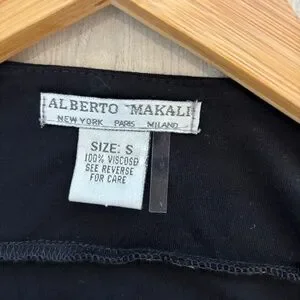 ALBERTO MAKALI
NEW YORK PARIS MILANO
SIZE: S
100% VISCOSE
SEE REVERSE
FOR CARE